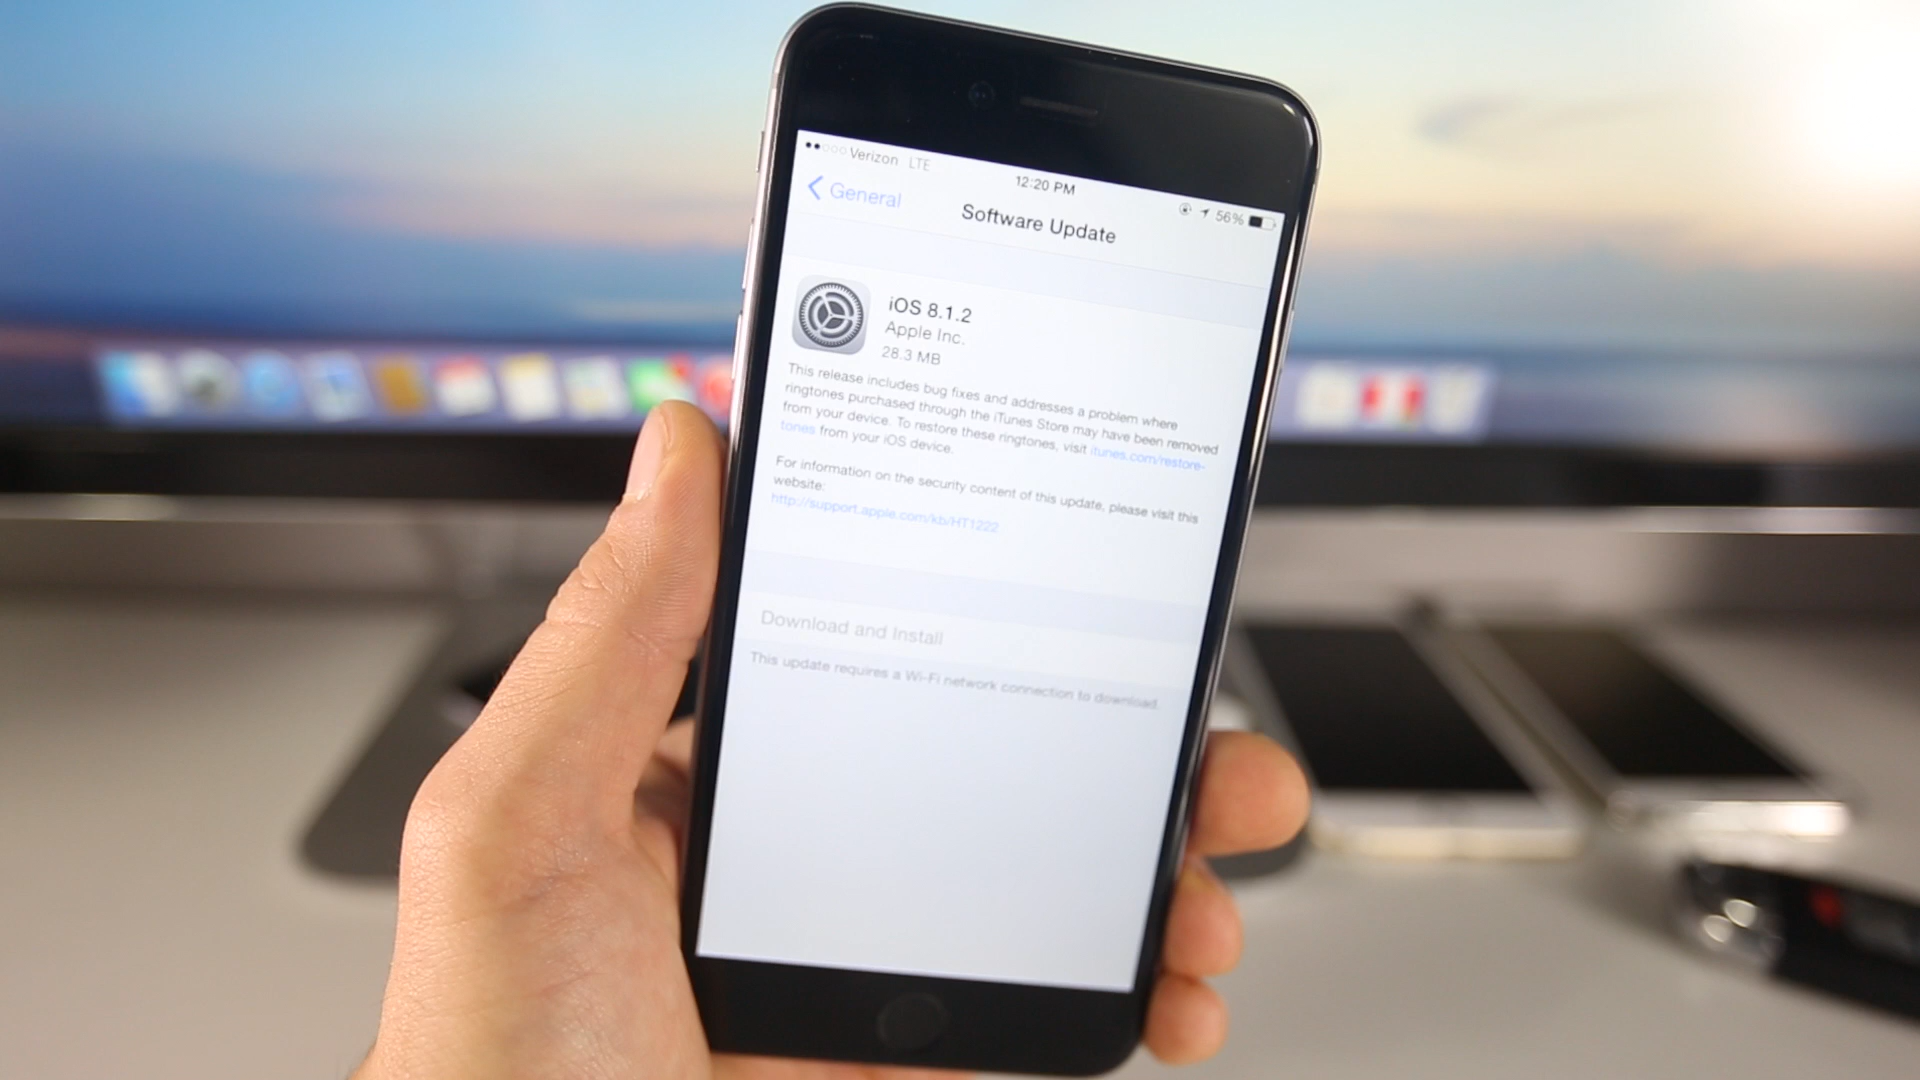 Verizon LTE
12:20 PM
56%
General
Software Update
iOS 8.1.2
Apple Inc.
28.3 MB
This release includes bug fixes and addresses a problem where
ringtones purchased through the iTunes Store may have been removed
from your device. To restore these ringtones, visit itunes.com/restore-
tones from your iOS device.
For information on the security content of this update, please visit this
website:
http://support.apple.com/kb/HT1222
Download and Install
This update requires a Wi-Fi network connection to download.